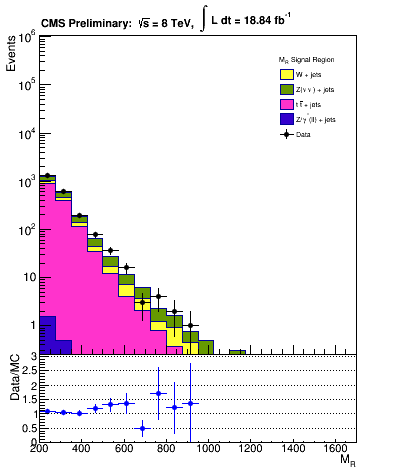 CMS Preliminary: √s = 8 TeV, ∫ L dt = 18.84 fb⁻¹
Events
10⁶
10⁵
10⁴
10³
10²
10
1
M_R Signal Region
W + jets
Z(ν ν) + jets
t t̄ + jets
Z/γ*(ll) + jets
Data
Data/MC
3
2.5
2
1.5
1
0.5
0
200 400 600 800 1000 1200 1400 1600
M_R